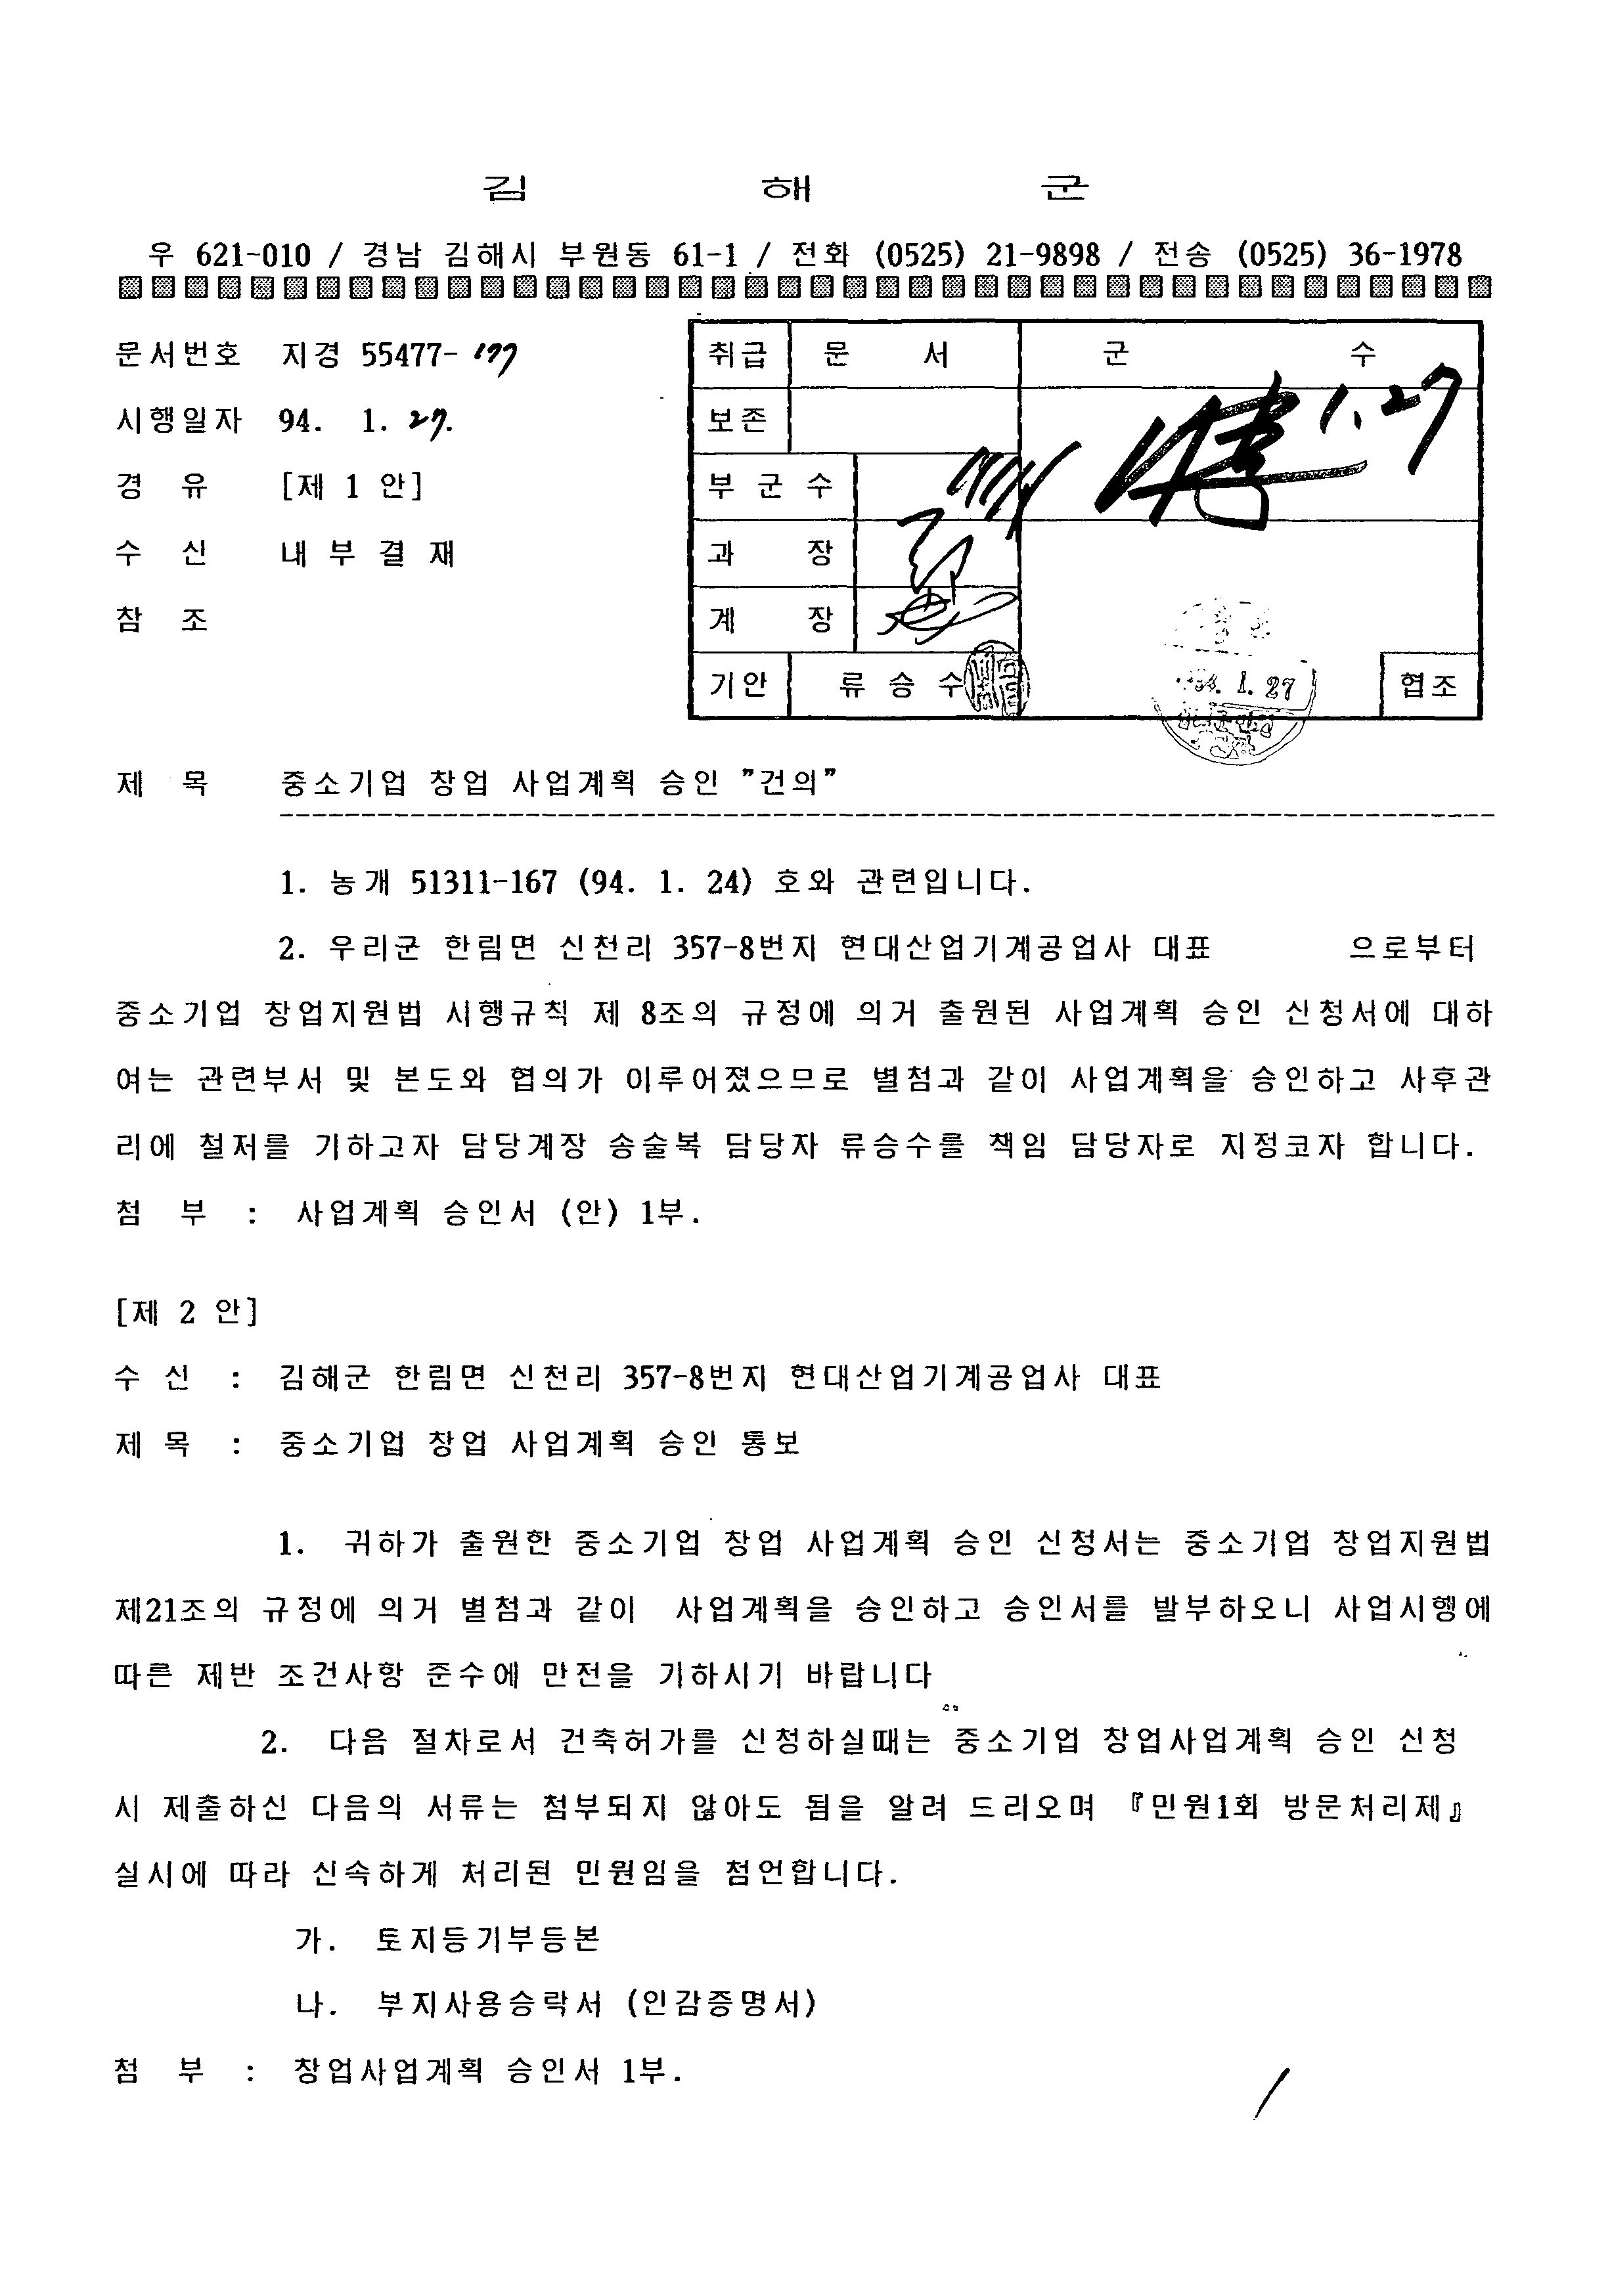 김 해 군
우 621-010 / 경남 김해시 부원동 61-1 / 전화 (0525) 21-9898 / 전송 (0525) 36-1978
문서번호 지경 55477-177
시행일자 94. 1. 27.
경 유 [제 1 안]
수 신 내 부 결 재
참 조
취급 문 서 군 수
보존 1.27
부 군 수
과 장
계 장
기안 류 승 수 94. 1. 27 협조
제 목 중소기업 창업 사업계획 승인 "건의"
1. 농개 51311-167 (94. 1. 24) 호와 관련입니다.
2. 우리군 한림면 신천리 357-8번지 현대산업기계공업사 대표 으로부터
중소기업 창업지원법 시행규칙 제 8조의 규정에 의거 출원된 사업계획 승인 신청서에 대하
여는 관련부서 및 본도와 협의가 이루어졌으므로 별첨과 같이 사업계획을 승인하고 사후관
리에 철저를 기하고자 담당계장 송술복 담당자 류승수를 책임 담당자로 지정코자 합니다.
첨 부 : 사업계획 승인서 (안) 1부.
[제 2 안]
수 신 : 김해군 한림면 신천리 357-8번지 현대산업기계공업사 대표
제 목 : 중소기업 창업 사업계획 승인 통보
1. 귀하가 출원한 중소기업 창업 사업계획 승인 신청서는 중소기업 창업지원법
제21조의 규정에 의거 별첨과 같이 사업계획을 승인하고 승인서를 발부하오니 사업시행에
따른 제반 조건사항 준수에 만전을 기하시기 바랍니다
2. 다음 절차로서 건축허가를 신청하실때는 중소기업 창업사업계획 승인 신청
시 제출하신 다음의 서류는 첨부되지 않아도 됨을 알려 드리오며 『민원1회 방문처리제』
실시에 따라 신속하게 처리된 민원임을 첨언합니다.
가. 토지등기부등본
나. 부지사용승락서 (인감증명서)
첨 부 : 창업사업계획 승인서 1부.